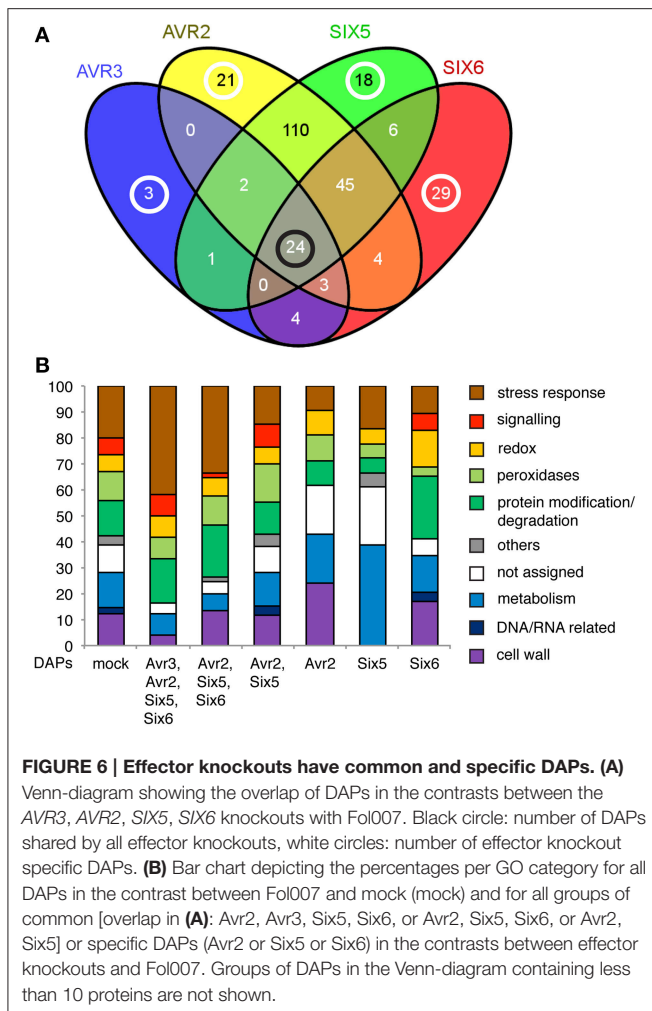 A
AVR2
SIX5
AVR3
SIX6
21
18
0
110
6
3
2
45
29
24
1
4
0
3
4
B
100
90
80
70
60
50
40
30
20
10
0
stress response
signalling
redox
peroxidases
protein modification/
degradation
others
not assigned
metabolism
DNA/RNA related
cell wall
DAPs
mock
Avr3,
Avr2,
Six5,
Six6
Avr2,
Six5,
Six6
Avr2,
Six5
Avr2
Six5
Six6
FIGURE 6 | Effector knockouts have common and specific DAPs. (A)
Venn-diagram showing the overlap of DAPs in the contrasts between the
AVR3, AVR2, SIX5, SIX6 knockouts with Fol007. Black circle: number of DAPs
shared by all effector knockouts, white circles: number of effector knockout
specific DAPs. (B) Bar chart depicting the percentages per GO category for all
DAPs in the contrast between Fol007 and mock (mock) and for all groups of
common [overlap in (A): Avr2, Avr3, Six5, Six6, or Avr2, Six5, Six6, or Avr2,
Six5] or specific DAPs (Avr2 or Six5 or Six6) in the contrasts between effector
knockouts and Fol007. Groups of DAPs in the Venn-diagram containing less
than 10 proteins are not shown.